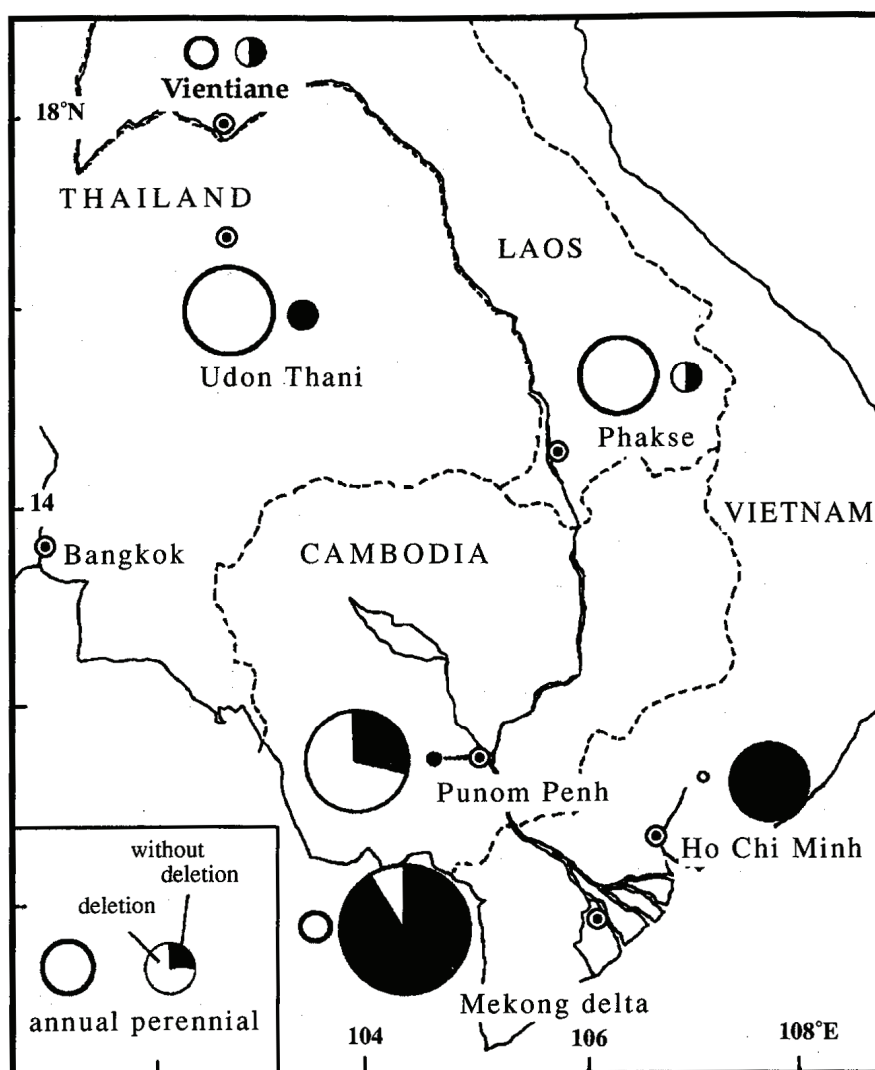 Vientiane
18°N
THAILAND
LAOS
Udon Thani
Phakse
14
VIETNAM
Bangkok
CAMBODIA
Punom Penh
Ho Chi Minh
without
deletion
deletion
annual perennial
Mekong delta
104
106
108°E